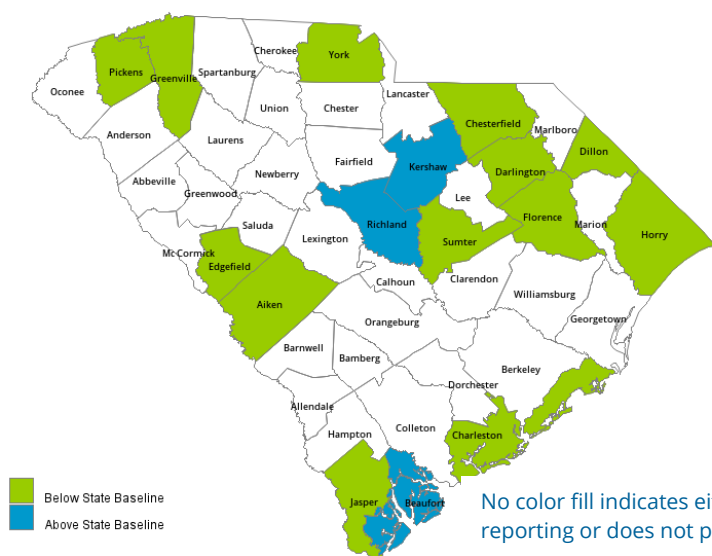 Cherokee
York
Pickens
Greenville
Spartanburg
Oconee
Union
Chester
Lancaster
Chesterfield
Marlboro
Anderson
Laurens
Dillon
Fairfield
Kershaw
Darlington
Abbeville
Newberry
Greenwood
Lee
Richland
Florence
Saluda
Marion
Horry
Lexington
Sumter
Mc Cormick
Edgefield
Calhoun
Clarendon
Williamsburg
Aiken
Georgetown
Orangeburg
Barnwell
Bamberg
Berkeley
Dorchester
Allendale
Colleton
Hampton
Charleston
Jasper
Beaufort
Below State Baseline
Above State Baseline
No color fill indicates ei
reporting or does not p